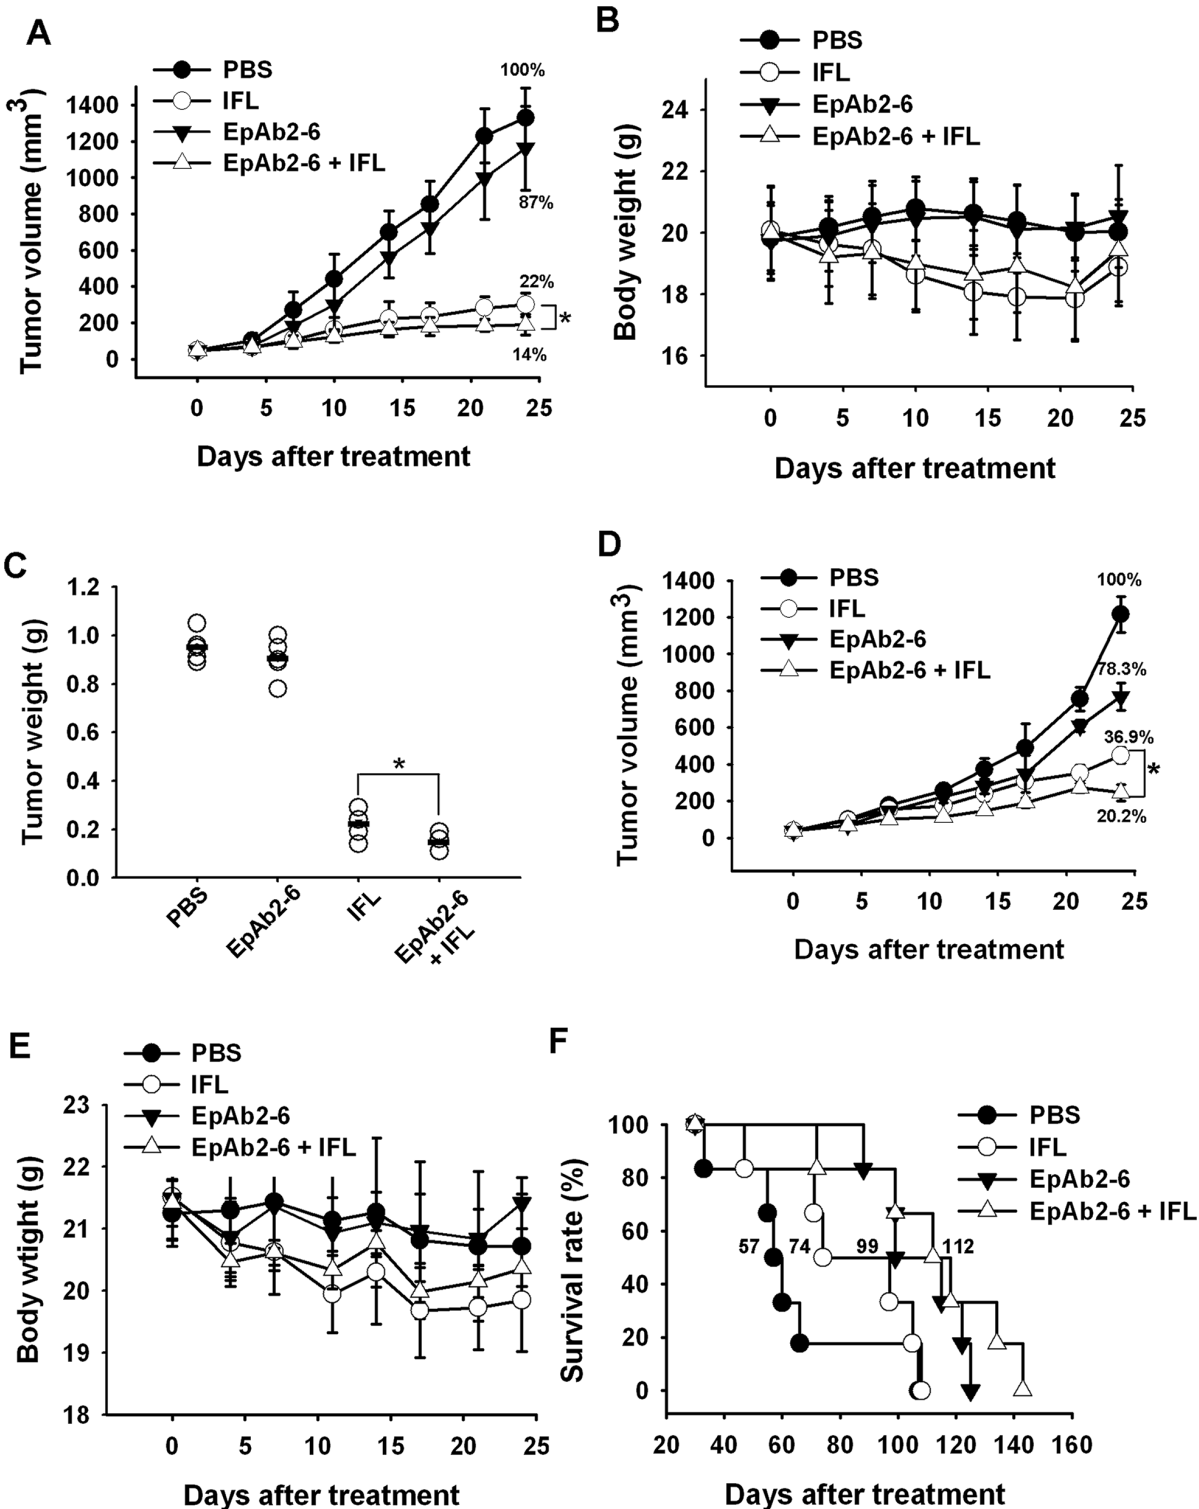 A
PBS
IFL
EpAb2-6
EpAb2-6 + IFL
100%
87%
22%
*
14%
Tumor volume (mm3)
1400
1200
1000
800
600
400
200
0
0 5 10 15 20 25
Days after treatment
B
PBS
IFL
EpAb2-6
EpAb2-6 + IFL
Body weight (g)
24
22
20
18
16
0 5 10 15 20 25
Days after treatment
C
Tumor weight (g)
1.2
1.0
0.8
0.6
0.4
0.2
0.0
*
PBS
EpAb2-6
IFL
EpAb2-6
+ IFL
D
PBS
IFL
EpAb2-6
EpAb2-6 + IFL
100%
78.3%
36.9%
*
20.2%
Tumor volume (mm3)
1400
1200
1000
800
600
400
200
0
0 5 10 15 20 25
Days after treatment
E
PBS
IFL
EpAb2-6
EpAb2-6 + IFL
Body wtight (g)
23
22
21
20
19
18
0 5 10 15 20 25
Days after treatment
F
PBS
IFL
EpAb2-6
EpAb2-6 + IFL
57 74 99 112
Survival rate (%)
100
80
60
40
20
0
20 40 60 80 100 120 140 160
Days after treatment